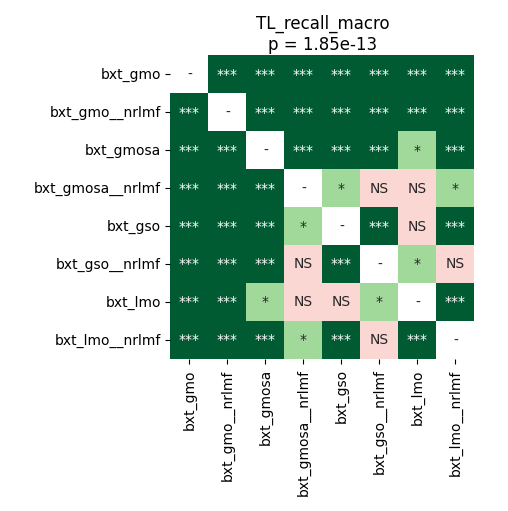 TL_recall_macro
p = 1.85e-13
bxt_gmo - *** *** *** *** *** *** ***
bxt_gmo__nrlmf *** - *** *** *** *** *** ***
bxt_gmosa *** *** - *** *** *** * ***
bxt_gmosa__nrlmf *** *** *** - * NS NS *
bxt_gso *** *** *** * - *** NS ***
bxt_gso__nrlmf *** *** *** NS *** - * NS
bxt_lmo *** *** * NS NS * - ***
bxt_lmo__nrlmf *** *** *** * *** NS *** -
bxt_gmo
bxt_gmo__nrlmf
bxt_gmosa
bxt_gmosa__nrlmf
bxt_gso
bxt_gso__nrlmf
bxt_lmo
bxt_lmo__nrlmf